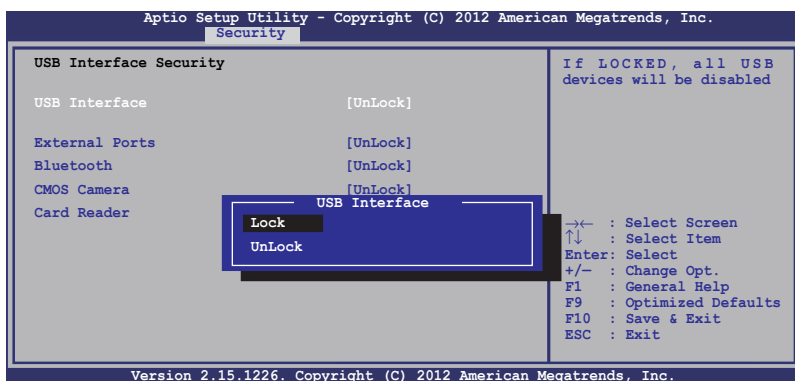 Aptio Setup Utility - Copyright (C) 2012 American Megatrends, Inc.
Security
USB Interface Security
USB Interface [UnLock]
External Ports [UnLock]
Bluetooth [UnLock]
CMOS Camera [UnLock]
Card Reader
USB Interface
Lock
UnLock
If LOCKED, all USB
devices will be disabled
→← : Select Screen
↑↓ : Select Item
Enter: Select
+/— : Change Opt.
F1 : General Help
F9 : Optimized Defaults
F10 : Save & Exit
ESC : Exit
Version 2.15.1226. Copyright (C) 2012 American Megatrends, Inc.